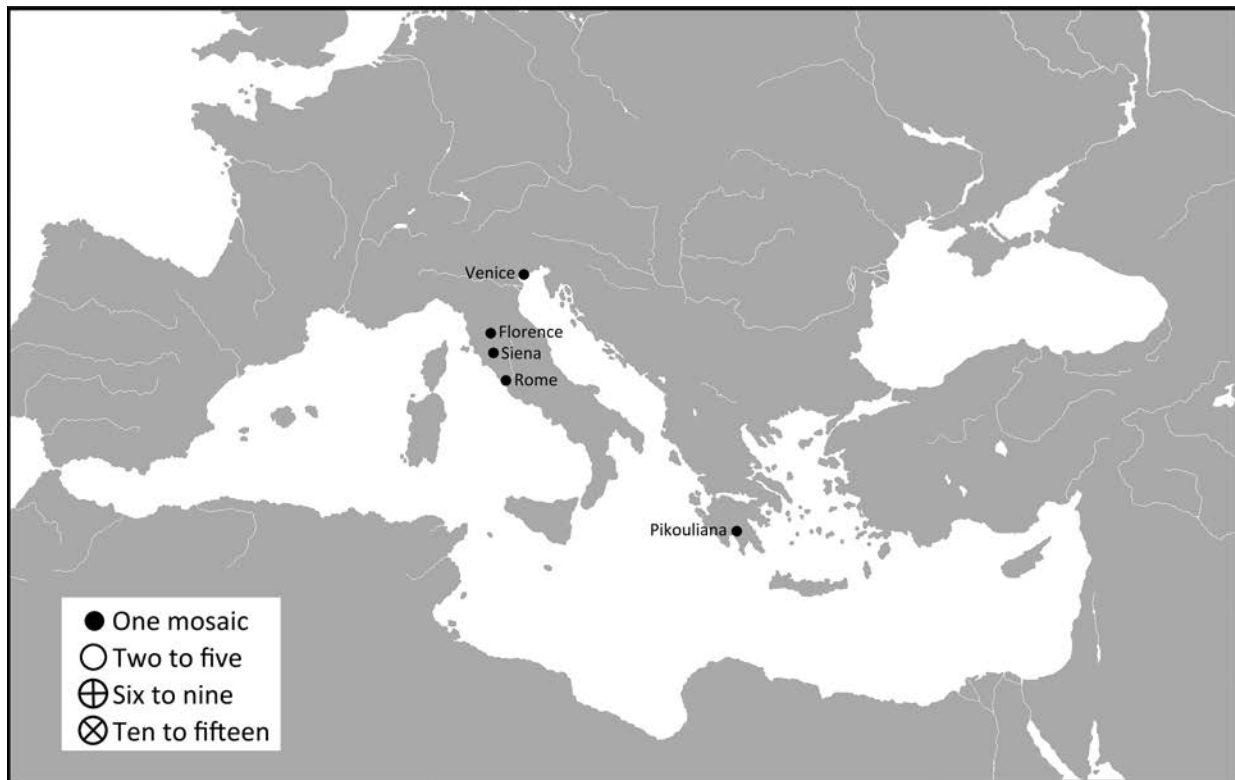 Venice
Florence
Siena
Rome
Pikouliana
One mosaic
Two to five
Six to nine
Ten to fifteen